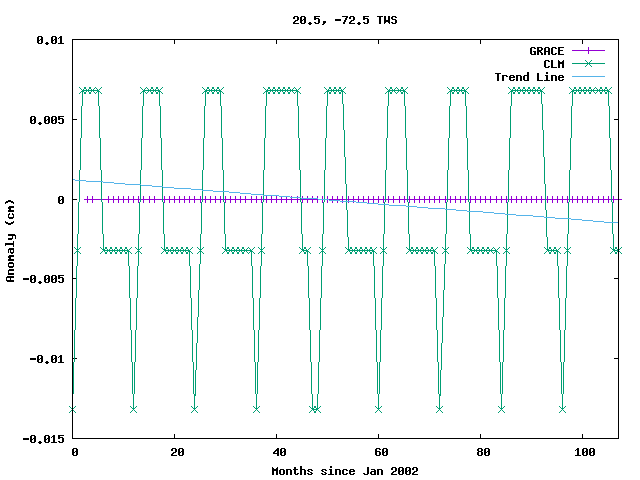 20.5, -72.5 TWS
0.01
GRACE
CLM
Trend Line
0.005
0
-0.005
-0.01
-0.015
Anomaly (cm)
0 20 40 60 80 100
Months since Jan 2002